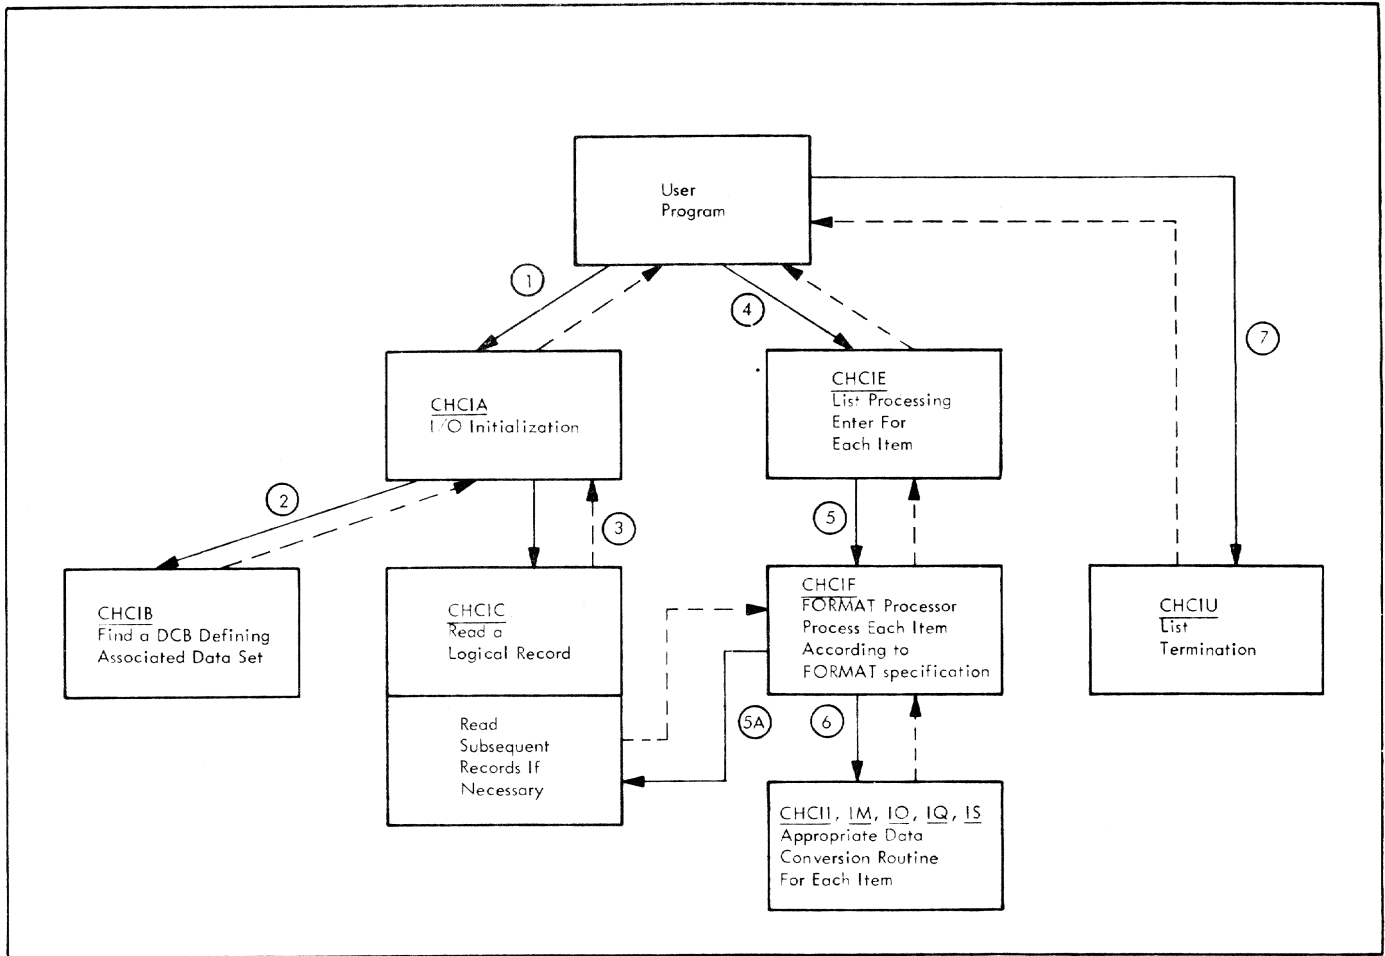 User
Program
1
4
7
CHCIA
I/O Initialization
CHCIE
List Processing
Enter For
Each Item
2
3
5
CHCIB
Find a DCB Defining
Associated Data Set
CHCIC
Read a
Logical Record
CHCIF
FORMAT Processor
Process Each Item
According to
FORMAT specification
CHCIU
List
Termination
Read
Subsequent
Records If
Necessary
5A
6
CHCII, IM, IO, IQ, IS
Appropriate Data
Conversion Routine
For Each Item